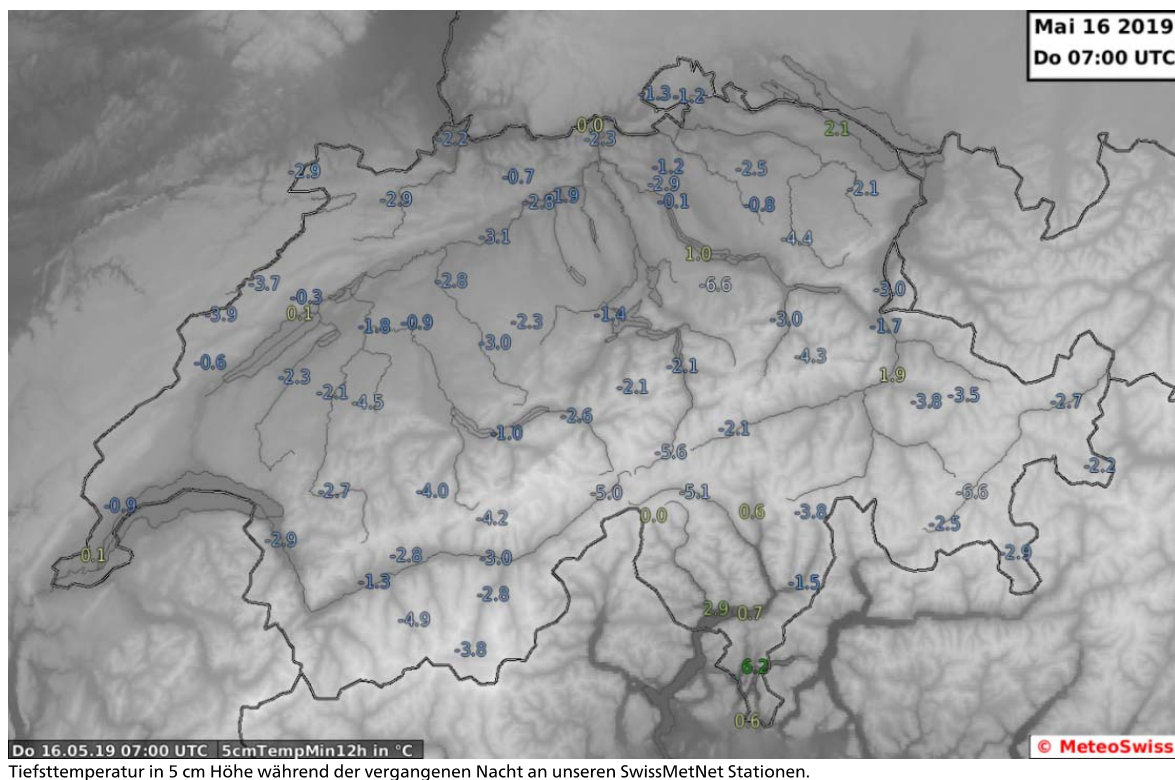 Mai 16 2019
Do 07:00 UTC
-1.3 -1.2
0.0 2.1
-2.2 -2.3
-2.9 -0.7 -1.2 -2.5
-2.9 -2.1
-2.9 -2.8 1.9 -0.1 -0.8
-3.1 -4.4
1.0
-3.7 -2.8 -6.6 -3.0
-0.3
-3.9 0.1 -1.8 -0.9 -2.3 -1.4 -3.0 -1.7
-3.0
-0.6 -2.1 -4.3
-2.3 1.9
-2.1 -4.5 -2.1 -3.8 -3.5 -2.7
-2.6
-1.0 -2.1
-5.6
-2.2
-2.7 -4.0 -5.0 -5.1 -6.6
-0.9 -4.2 0.0 0.6 -3.8 -2.5
-2.9
0.1 -2.8 -3.0 -2.9
-1.3 -1.5
-2.8
-4.9 2.9 0.7
-3.8
6.2
0.6
Do 16.05.19 07:00 UTC 5cmTempMin12h in °C
© MeteoSwiss
Tiefsttemperatur in 5 cm Höhe während der vergangenen Nacht an unseren SwissMetNet Stationen.